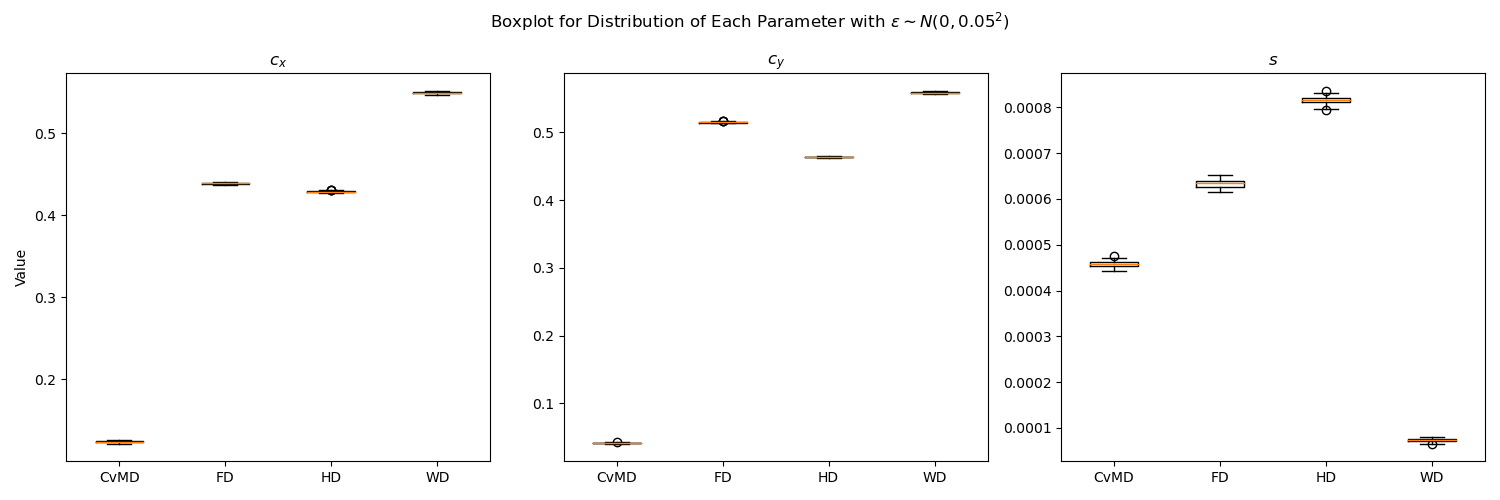 Boxplot for Distribution of Each Parameter with ε ~ N(0, 0.05²)
c_x
Value
0.5
0.4
0.3
0.2
CvMD FD HD WD
c_y
0.5
0.4
0.3
0.2
0.1
CvMD FD HD WD
s
0.0008
0.0007
0.0006
0.0005
0.0004
0.0003
0.0002
0.0001
CvMD FD HD WD